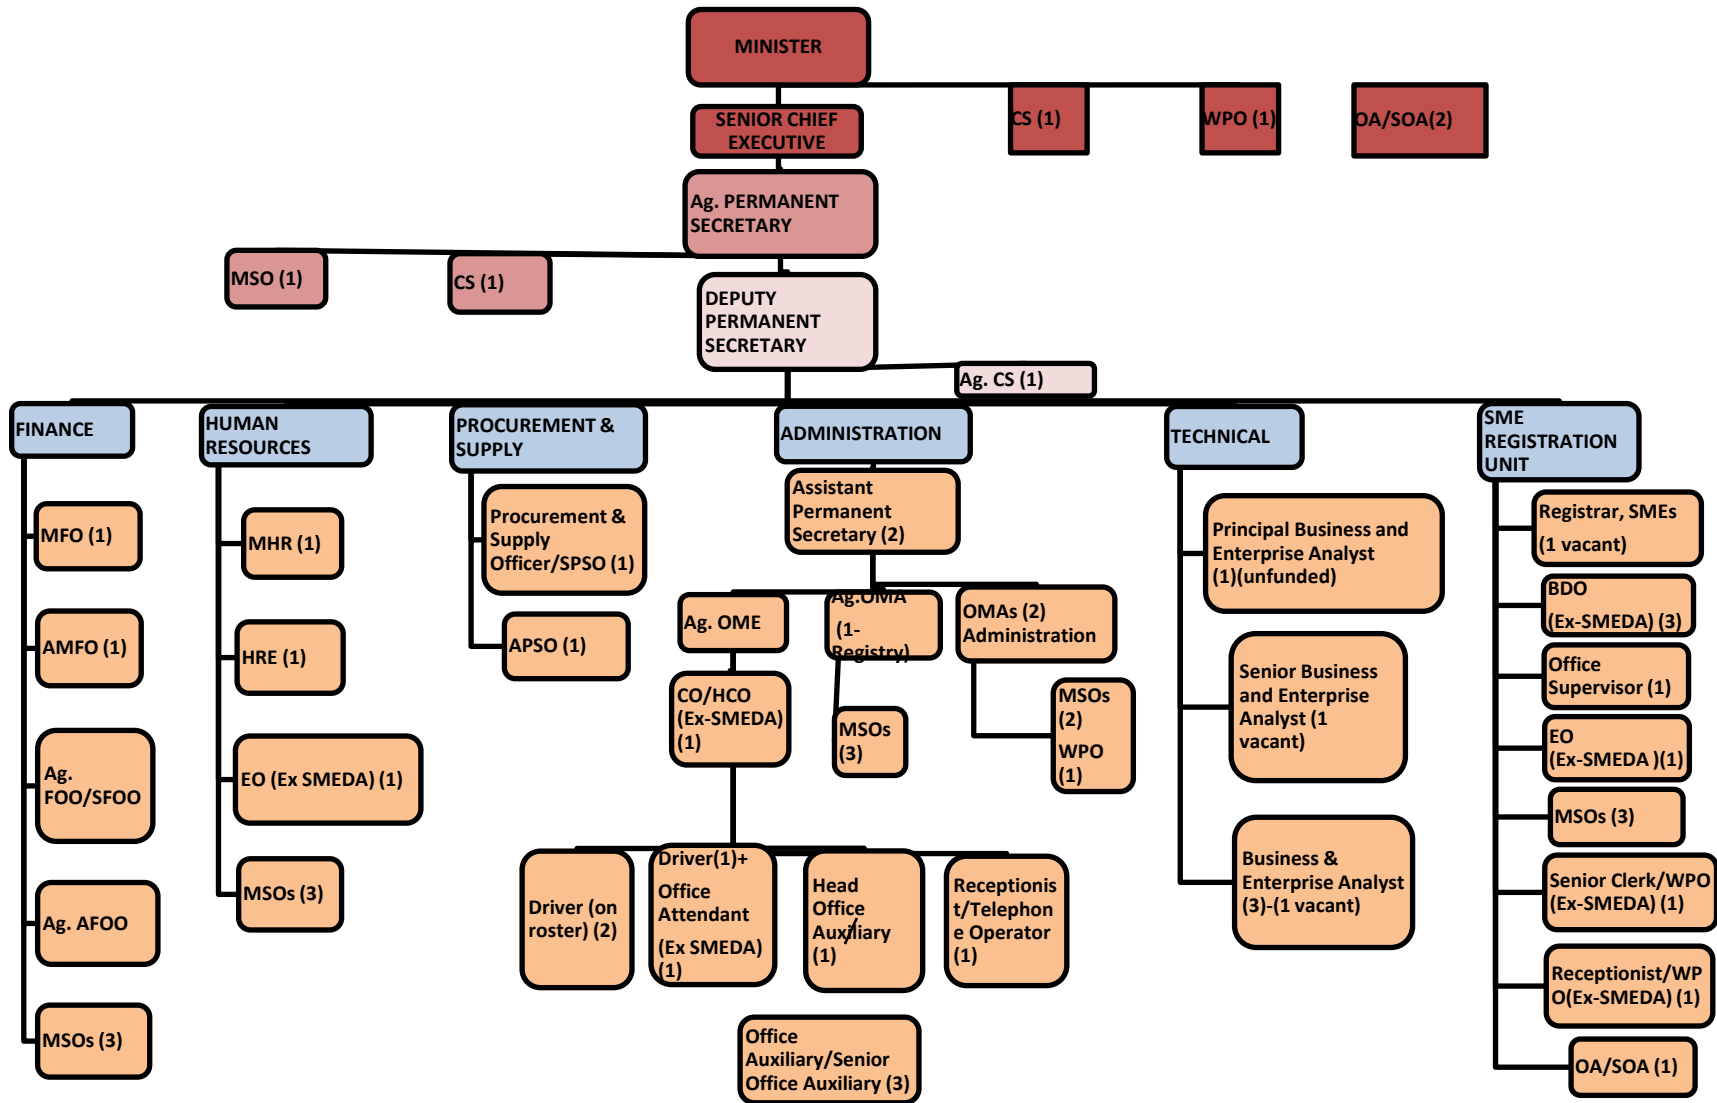 MINISTER
SENIOR CHIEF
EXECUTIVE
CS (1)
WPO (1)
OA/SOA(2)
Ag. PERMANENT
SECRETARY
MSO (1)
CS (1)
DEPUTY
PERMANENT
SECRETARY
Ag. CS (1)
FINANCE
HUMAN
RESOURCES
PROCUREMENT &
SUPPLY
ADMINISTRATION
TECHNICAL
SME
REGISTRATION
UNIT
MFO (1)
AMFO (1)
Ag.
FOO/SFOO
Ag. AFOO
MSOs (3)
MHR (1)
HRE (1)
EO (Ex SMEDA) (1)
MSOs (3)
Procurement &
Supply
Officer/SPSO (1)
APSO (1)
Assistant
Permanent
Secretary (2)
Ag. OME
Ag.OMA
(1-
Registry)
OMAs (2)
Administration
CO/HCO
(Ex-SMEDA)
(1)
MSOs
(3)
MSOs
(2)
WPO
(1)
Driver (on
roster) (2)
Driver(1)+
Office
Attendant
(Ex SMEDA)
(1)
Head
Office
Auxiliary
(1)
Receptionis
t/Telephon
e Operator
(1)
Office
Auxiliary/Senior
Office Auxiliary (3)
Principal Business and
Enterprise Analyst
(1)(unfunded)
Senior Business
and Enterprise
Analyst (1
vacant)
Business &
Enterprise Analyst
(3)-(1 vacant)
Registrar, SMEs
(1 vacant)
BDO
(Ex-SMEDA) (3)
Office
Supervisor (1)
EO
(Ex-SMEDA )(1)
MSOs (3)
Senior Clerk/WPO
(Ex-SMEDA) (1)
Receptionist/WP
O(Ex-SMEDA) (1)
OA/SOA (1)